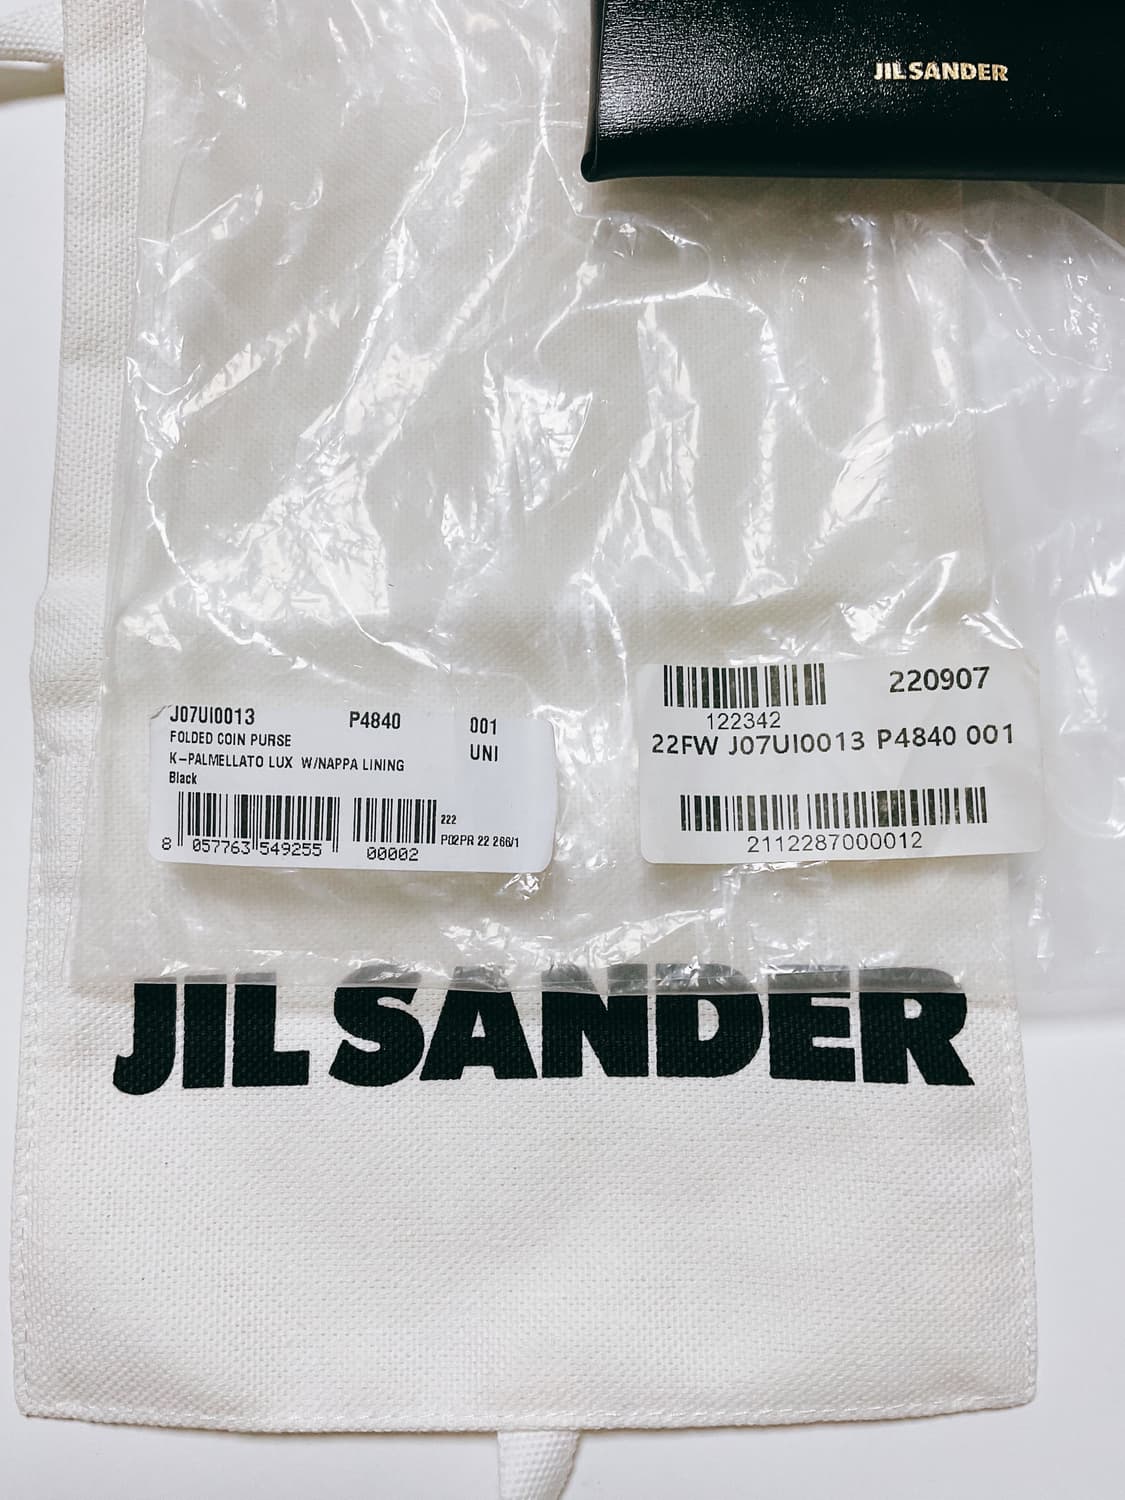 JIL SANDER
J07UI0013 P4840 001
FOLDED COIN PURSE
UNI
K-PALMELLATO LUX W/NAPPA LINING
Black
222
P02PR 22 266/1
8 057763 549255
00002
220907
122342
22FW J07UI0013 P4840 001
2112287000012
JIL SANDER